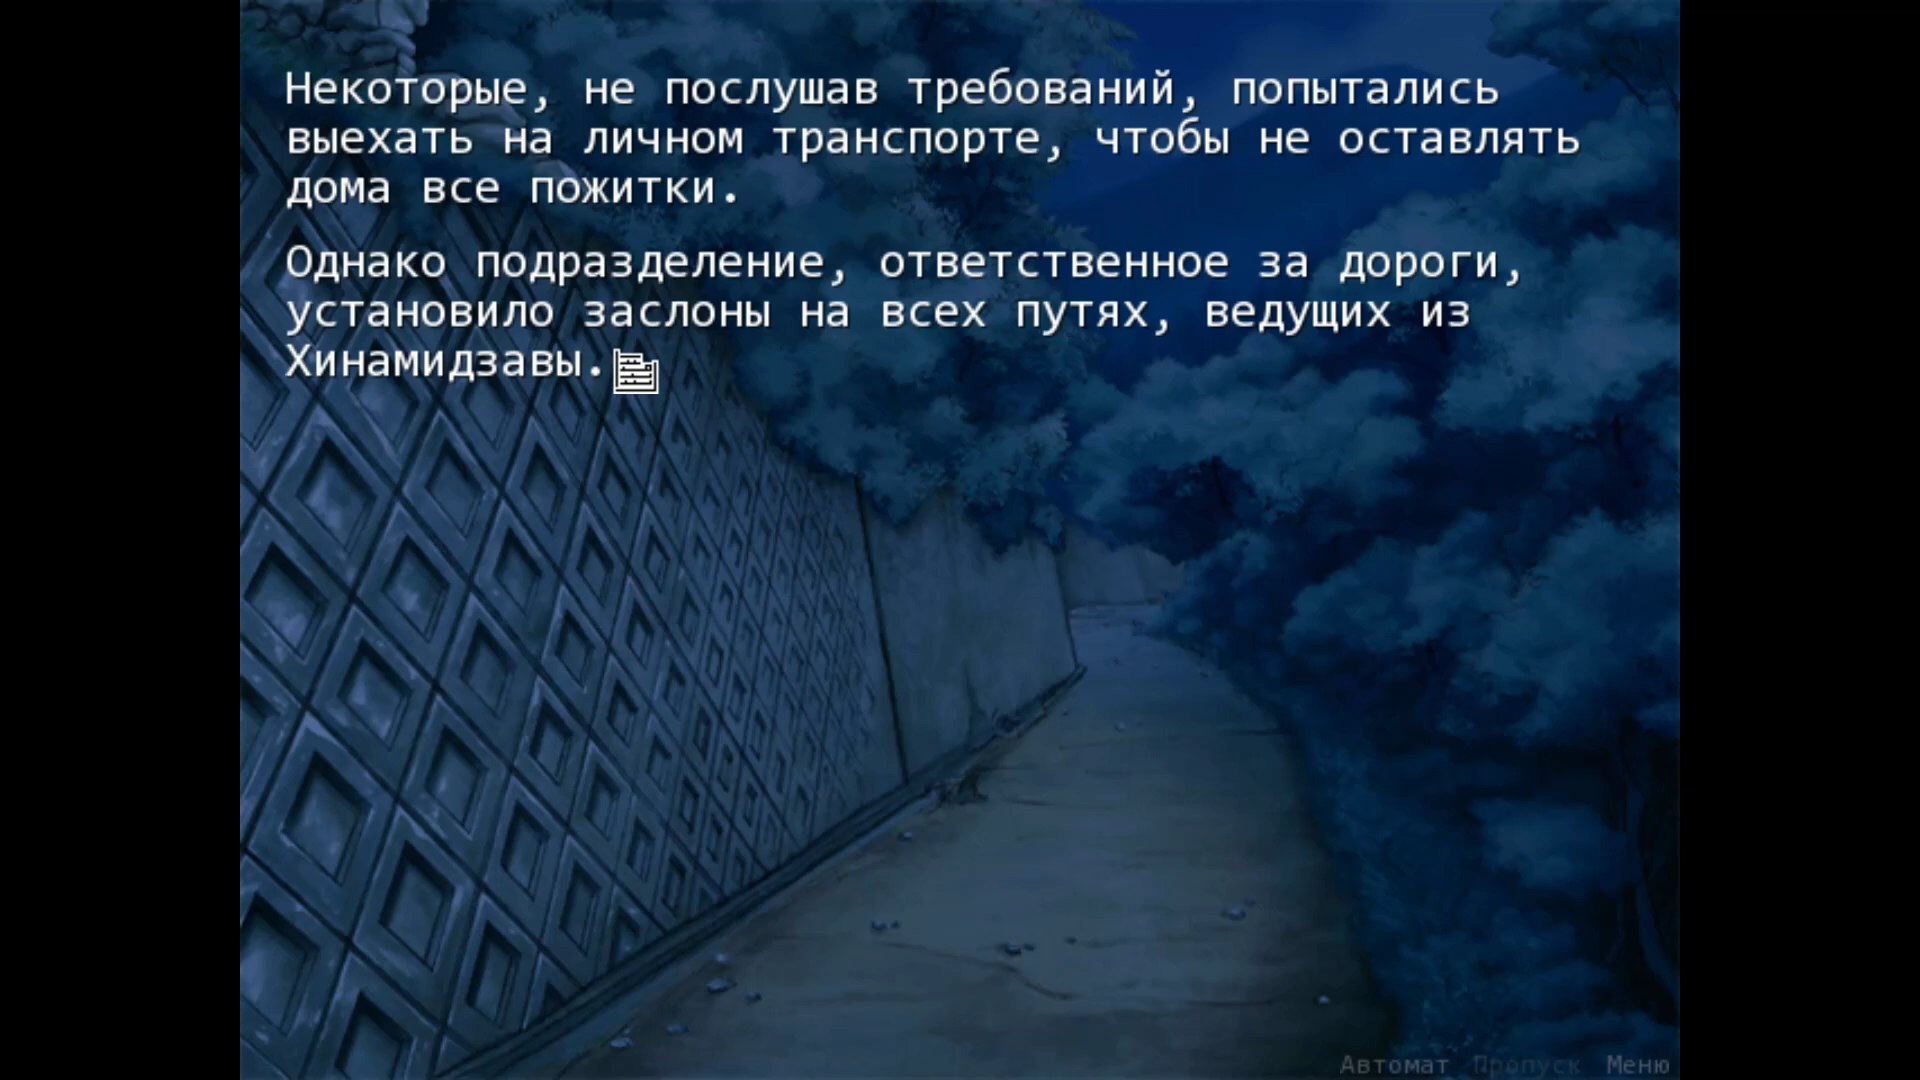 Некоторые, не послушав требований, попытались
выехать на личном транспорте, чтобы не оставлять
дома все пожитки.
Однако подразделение, ответственное за дороги,
установило заслоны на всех путях, ведущих из
Хинамидзавы.
Автомат Пропуск Меню